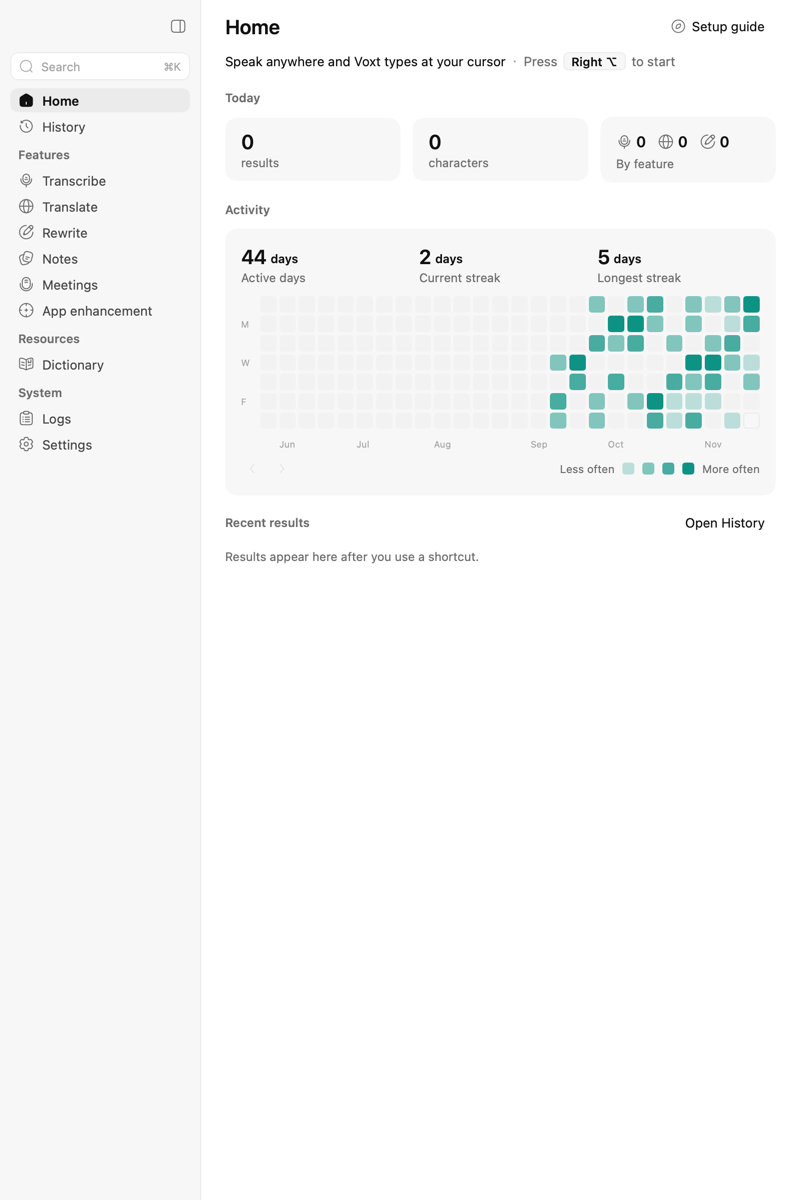 Search ⌘K
Home
History
Features
Transcribe
Translate
Rewrite
Notes
Meetings
App enhancement
Resources
Dictionary
System
Logs
Settings
Home
Setup guide
Speak anywhere and Voxt types at your cursor · Press Right ⌥ to start
Today
0
results
0
characters
0 0 0
By feature
Activity
44 days
Active days
2 days
Current streak
5 days
Longest streak
M
W
F
Jun Jul Aug Sep Oct Nov
Less often More often
Recent results
Open History
Results appear here after you use a shortcut.